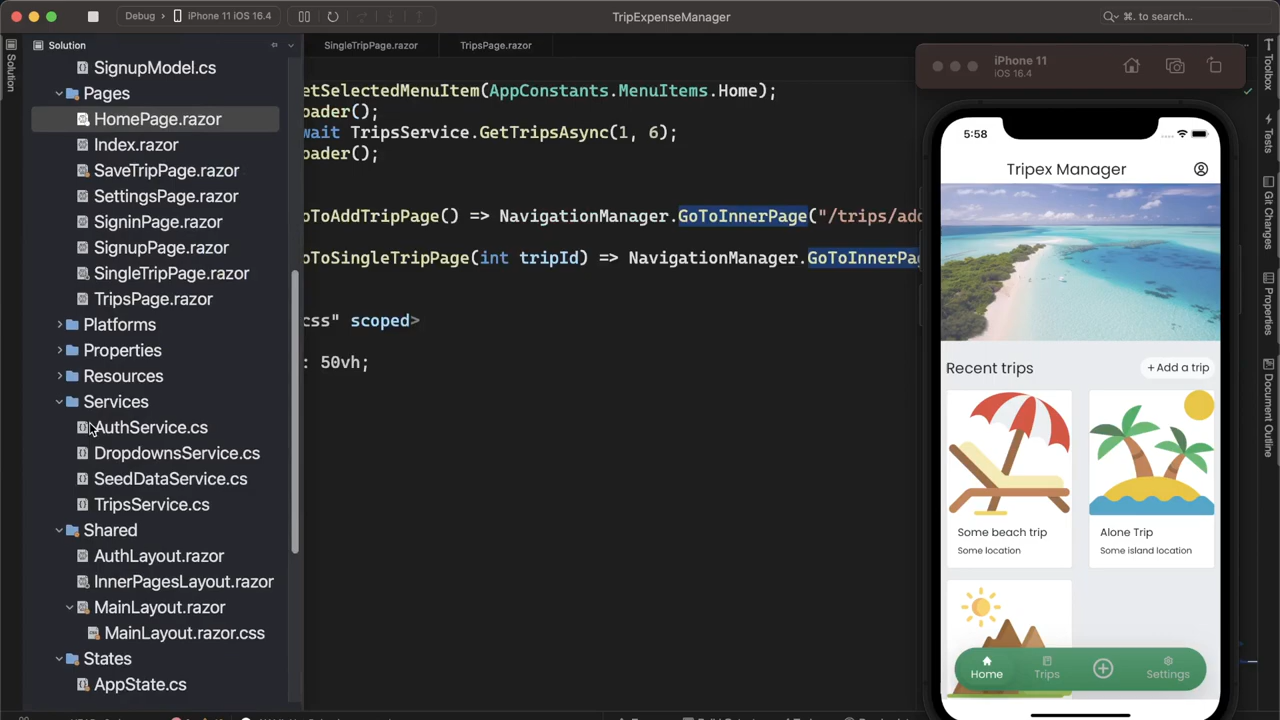 Debug
iPhone 11 iOS 16.4
TripExpenseManager
⌘. to search...
Solution
Solution
SignupModel.cs
Pages
HomePage.razor
Index.razor
SaveTripPage.razor
SettingsPage.razor
SigninPage.razor
SignupPage.razor
SingleTripPage.razor
TripsPage.razor
Platforms
Properties
Resources
Services
AuthService.cs
DropdownsService.cs
SeedDataService.cs
TripsService.cs
Shared
AuthLayout.razor
InnerPagesLayout.razor
MainLayout.razor
MainLayout.razor.css
States
AppState.cs
SingleTripPage.razor
TripsPage.razor
etSelectedMenuItem(AppConstants.MenuItems.Home);
oader();
wait TripsService.GetTripsAsync(1, 6);
oader();
oToAddTripPage() => NavigationManager.GoToInnerPage("/trips/add
oToSingleTripPage(int tripId) => NavigationManager.GoToInnerPag
css" scoped>
: 50vh;
iPhone 11
iOS 16.4
5:58
Tripex Manager
Recent trips
+ Add a trip
Some beach trip
Some location
Alone Trip
Some island location
Home
Trips
Settings
Toolbox
Tests
Git Changes
Properties
Document Outline